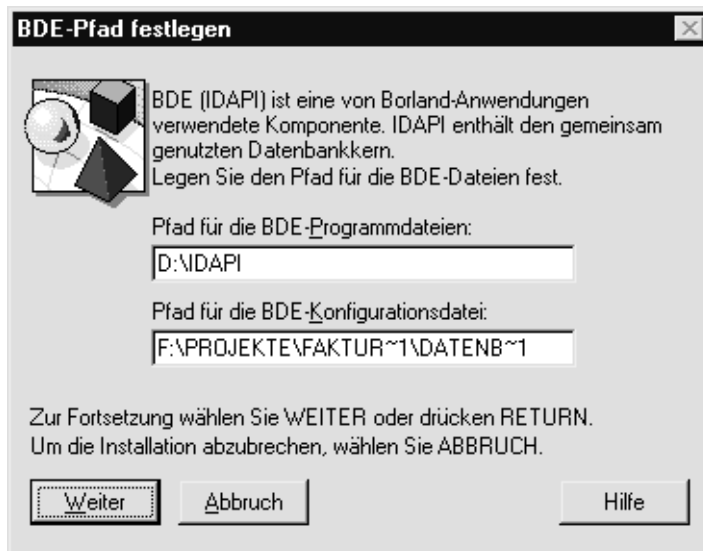 BDE-Pfad festlegen
BDE (IDAPI) ist eine von Borland-Anwendungen
verwendete Komponente. IDAPI enthält den gemeinsam
genutzten Datenbankkern.
Legen Sie den Pfad für die BDE-Dateien fest.
Pfad für die BDE-Programmdateien:
D:\IDAPI
Pfad für die BDE-Konfigurationsdatei:
F:\PROJEKTE\FAKTUR~1\DATENB~1
Zur Fortsetzung wählen Sie WEITER oder drücken RETURN.
Um die Installation abzubrechen, wählen Sie ABBRUCH.
Weiter Abbruch Hilfe